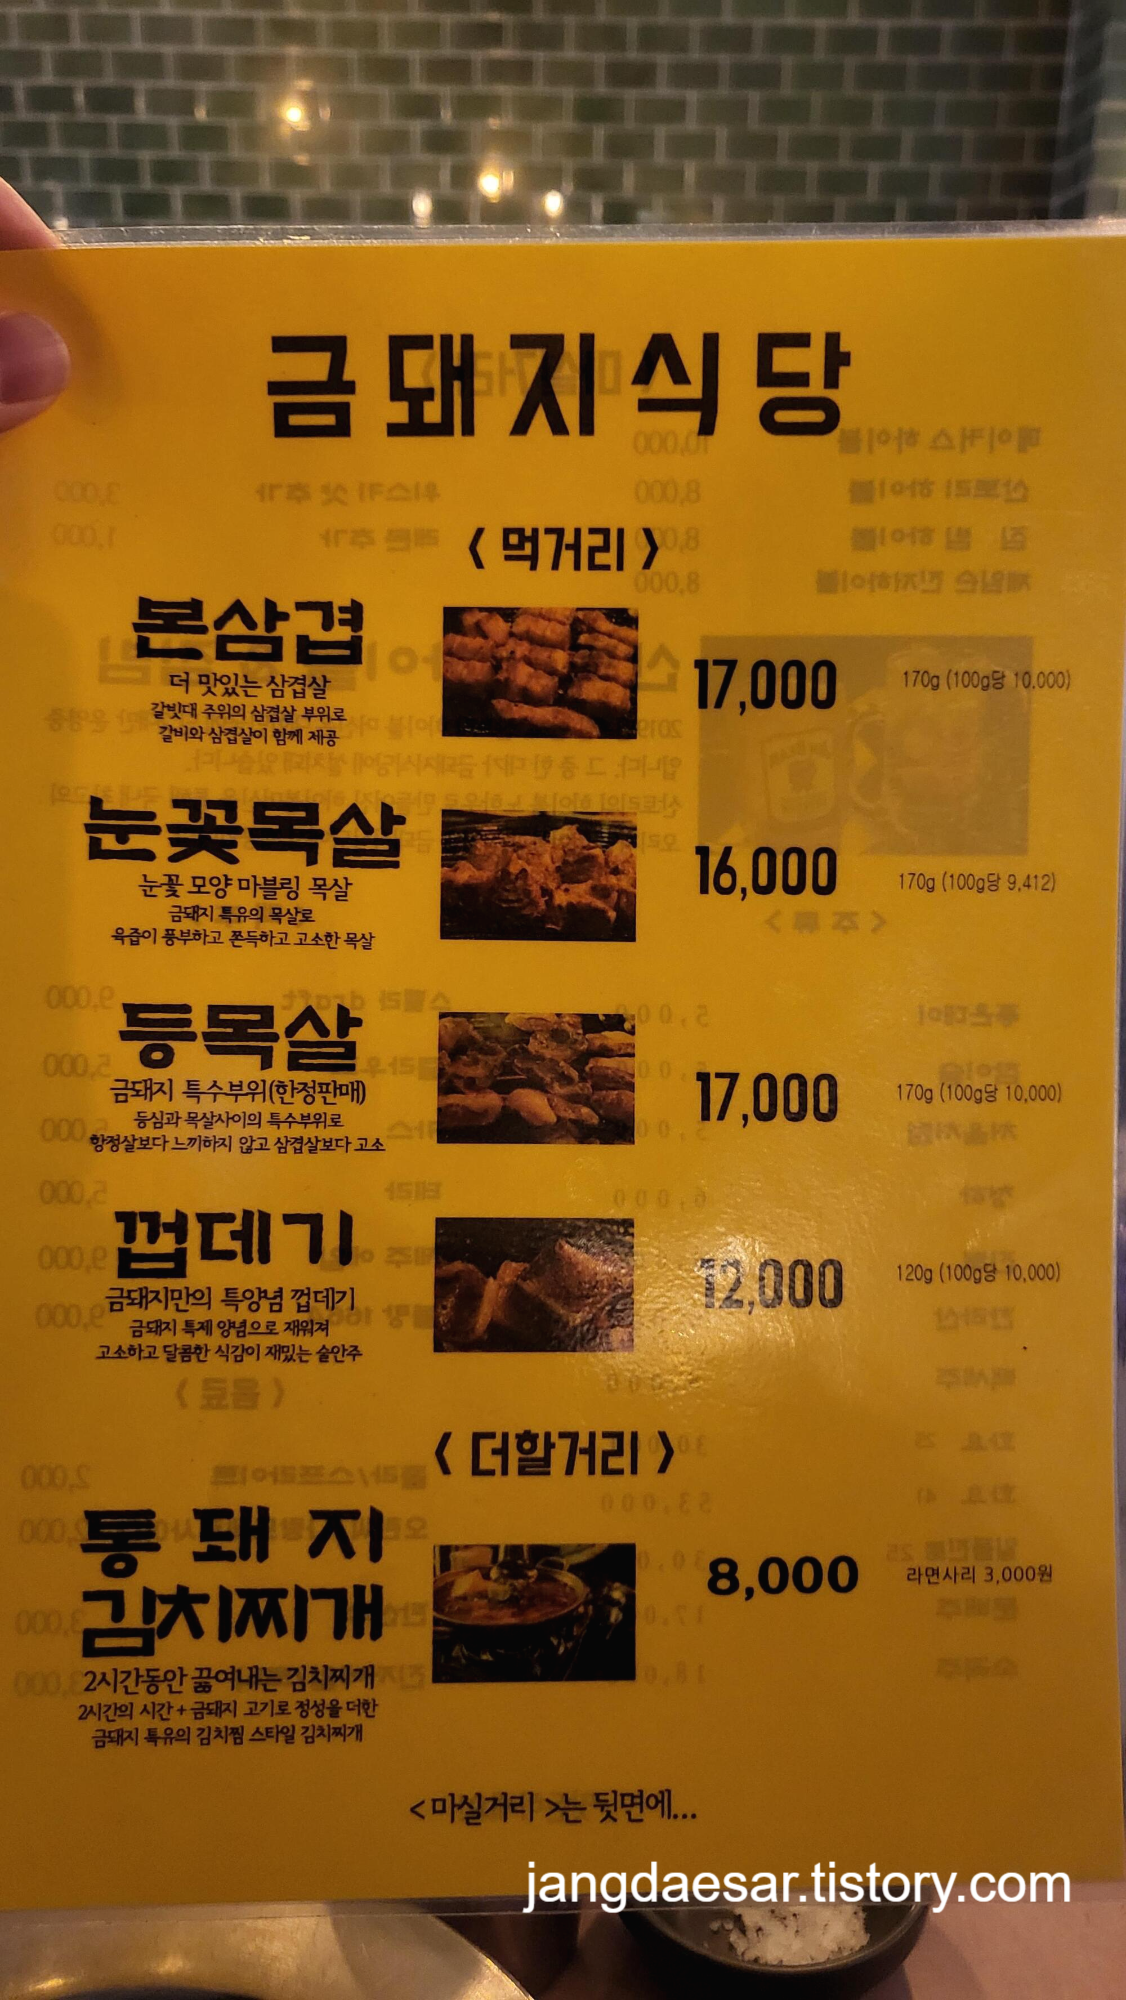 금돼지식당
< 먹거리 >
본삼겹
더 맛있는 삼겹살
갈빗대 주위의 삼겹살 부위로
갈비와 삼겹살이 함께 제공
17,000
170g (100g당 10,000)
눈꽃목살
눈꽃 모양 마블링 목살
금돼지 특유의 목살로
육즙이 풍부하고 쫀득하고 고소한 목살
16,000
170g (100g당 9,412)
등목살
금돼지 특수부위(한정판매)
등심과 목살사이의 특수부위로
항정살보다 느끼하지 않고 삼겹살보다 고소
17,000
170g (100g당 10,000)
껍데기
금돼지만의 특양념 껍데기
금돼지 특제 양념으로 재워져
고소하고 달콤한 식감이 재밌는 술안주
12,000
120g (100g당 10,000)
< 더할거리 >
통돼지
김치찌개
2시간동안 끓여내는 김치찌개
2시간의 시간 + 금돼지 고기로 정성을 더한
금돼지 특유의 김치찜 스타일 김치찌개
8,000
라면사리 3,000원
<마실거리>는 뒷면에...
jangdaesar.tistory.com